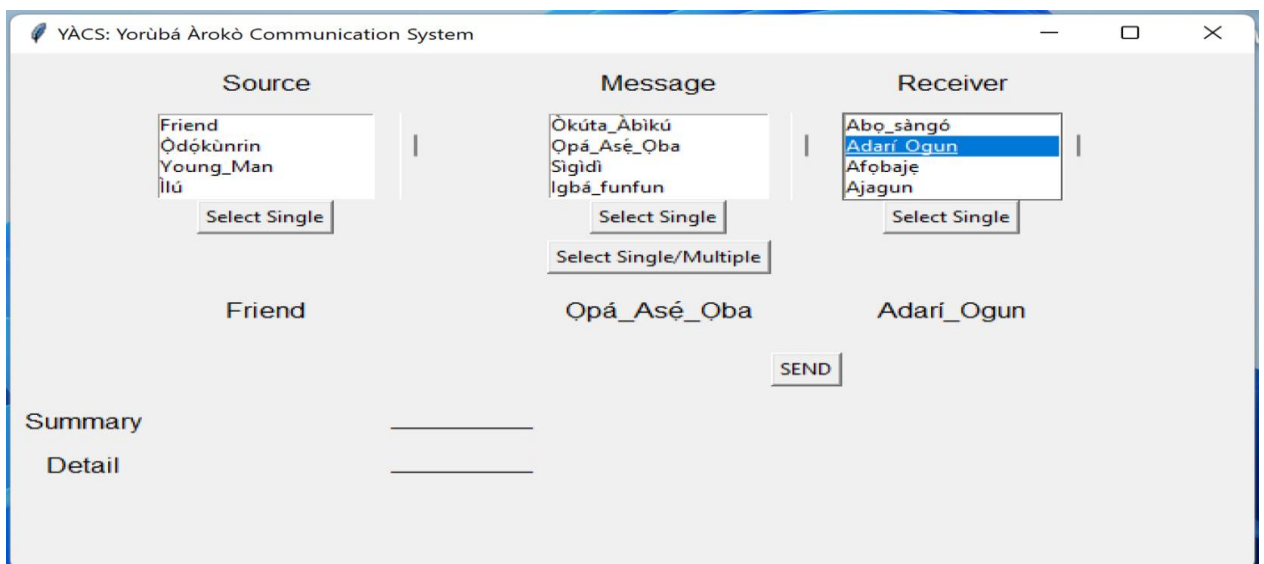 YÀCS: Yorùbá Àrokò Communication System
Source Message Receiver
Friend
Ọ̀dọ́kùnrin
Young_Man
Ìlú
Òkúta_Àbìkú
Ọpá_Asẹ́_Ọba
Sìgìdì
Igbá_funfun
Abọ_sàngó
Adarí_Ogun
Afọbajẹ
Ajagun
Select Single Select Single Select Single
Select Single/Multiple
Friend Ọpá_Asẹ́_Ọba Adarí_Ogun
SEND
Summary
Detail